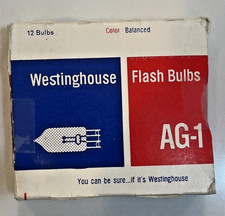 12 Bulbs Color Balanced
Westinghouse Flash Bulbs
AG-1
You can be sure...if it's Westinghouse